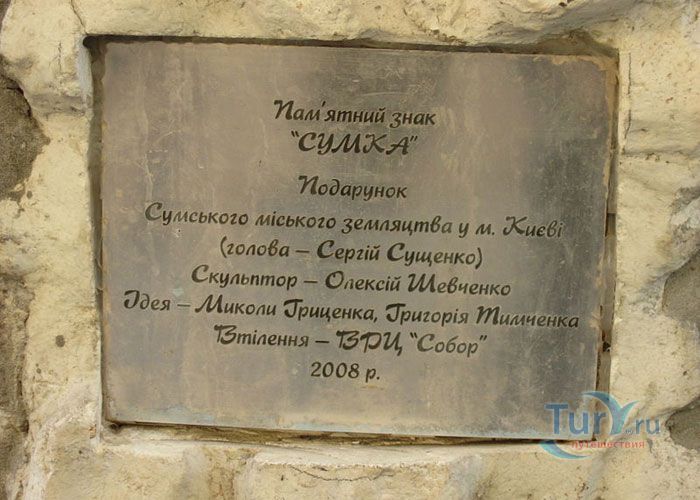 Пам'ятний знак
"СУМКА"
Подарунок
Сумського міського земляцтва у м. Києві
(голова – Сергій Сущенко)
Скульптор – Олексій Шевченко
Ідея – Миколи Гриценка, Григорія Тимченка
Втілення – ВРЦ "Собор"
2008 р.
Tury.ru
путешествия